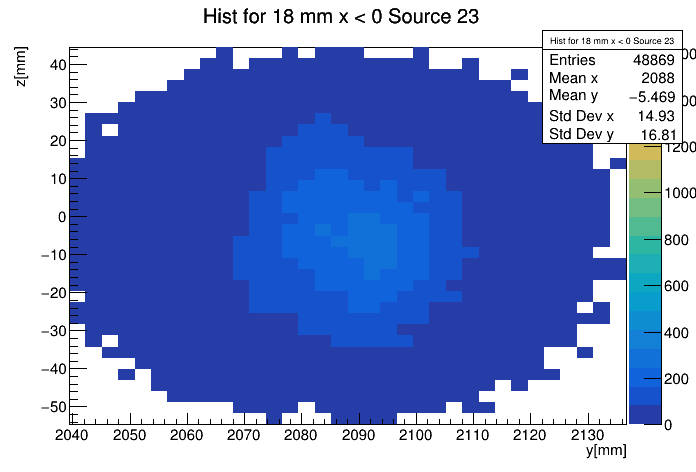 Hist for 18 mm x < 0 Source 23
z[mm]
40
30
20
10
0
−10
−20
−30
−40
−50
2040 2050 2060 2070 2080 2090 2100 2110 2120 2130
y[mm]
Hist for 18 mm x < 0 Source 23
Entries 48869
Mean x 2088
Mean y −5.469
Std Dev x 14.93
Std Dev y 16.81
1200
1000
800
600
400
200
0